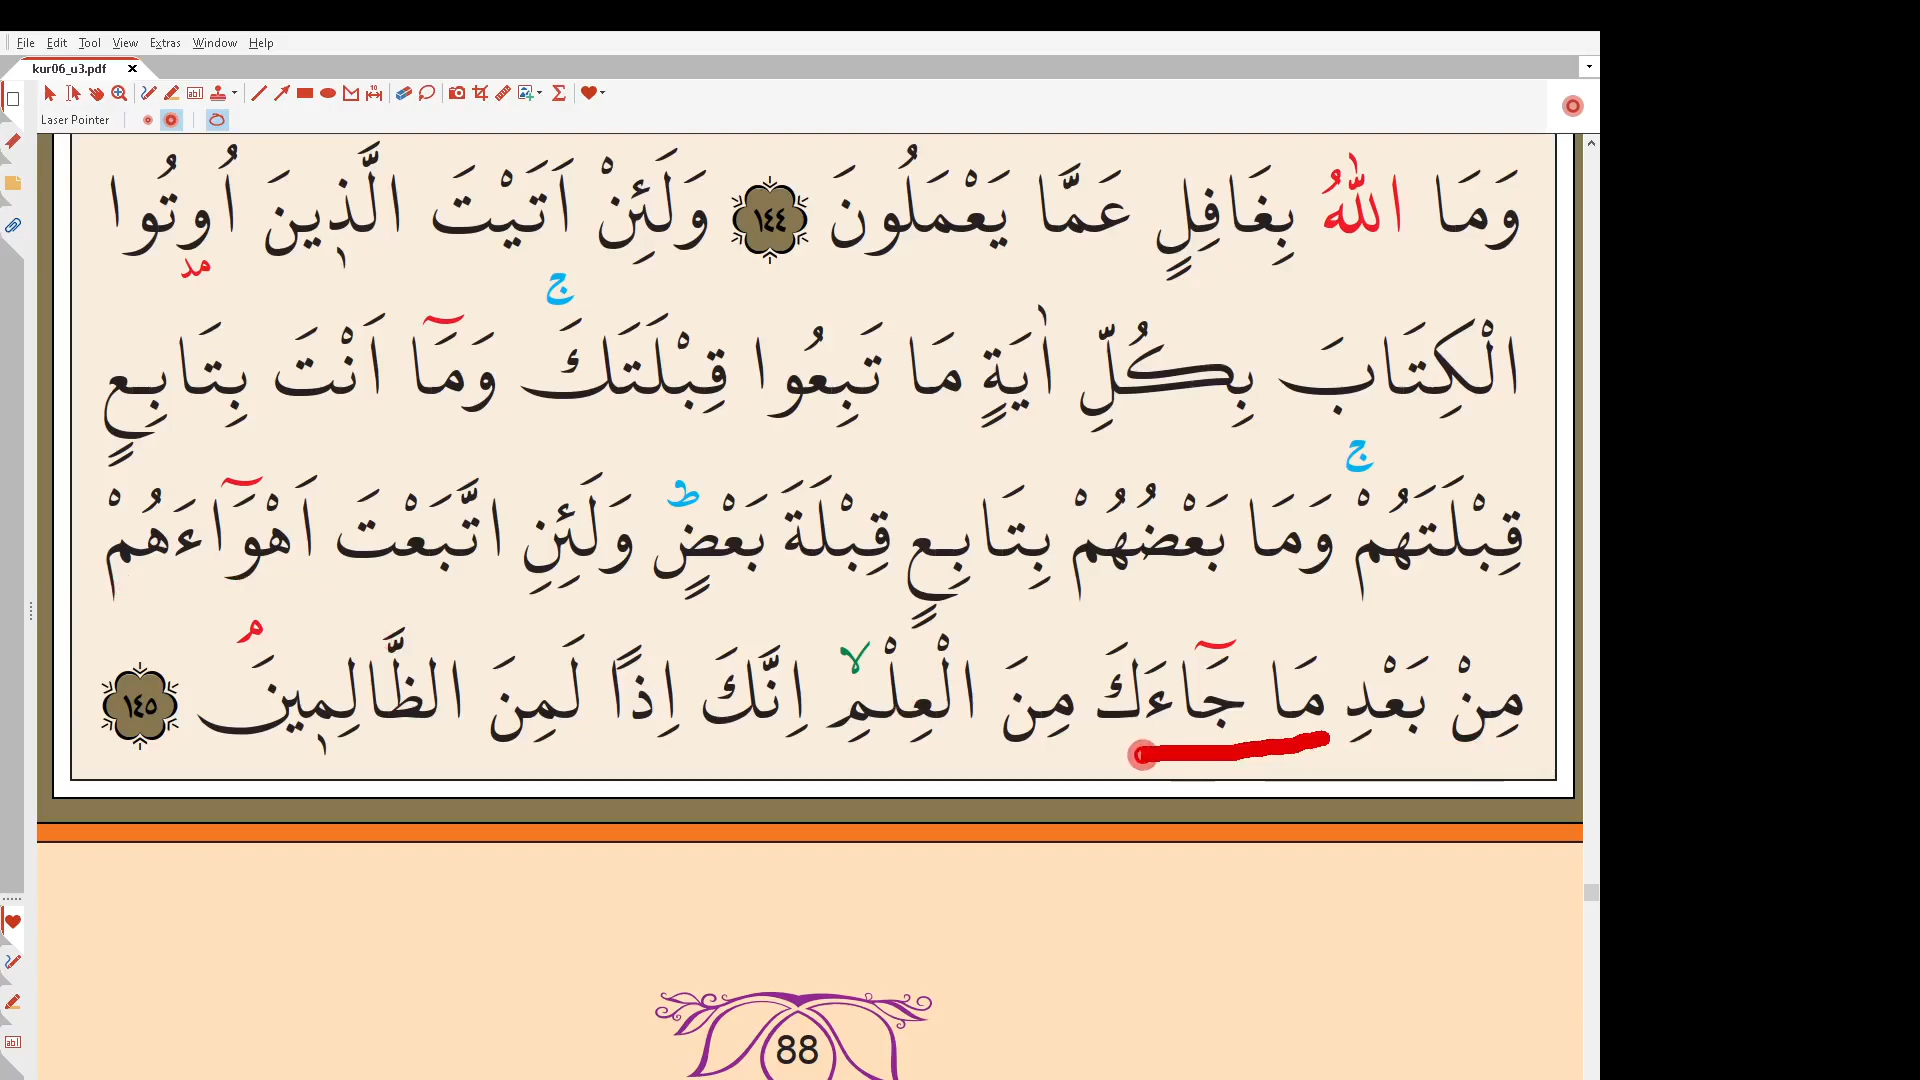 File Edit Tool View Extras Window Help
kur06_u3.pdf
Laser Pointer
وَمَا اللّٰهُ بِغَافِلٍ عَمَّا يَعْمَلُونَ ﴿١٤٤﴾ وَلَئِنْ اَتَيْتَ الَّذ۪ينَ اُوتُوا
مد
الْكِتَابَ بِكُلِّ اٰيَةٍ مَا تَبِعُوا قِبْلَتَكَۚ وَمَٓا اَنْتَ بِتَابِعٍ
قِبْلَتَهُمْۚ وَمَا بَعْضُهُمْ بِتَابِعٍ قِبْلَةَ بَعْضٍۜ وَلَئِنِ اتَّبَعْتَ اَهْوَٓاءَهُمْ
مِنْ بَعْدِ مَا جَٓاءَكَ مِنَ الْعِلْمِۙ اِنَّكَ اِذًا لَمِنَ الظَّالِم۪ينَۢ ﴿١٤٥﴾
88